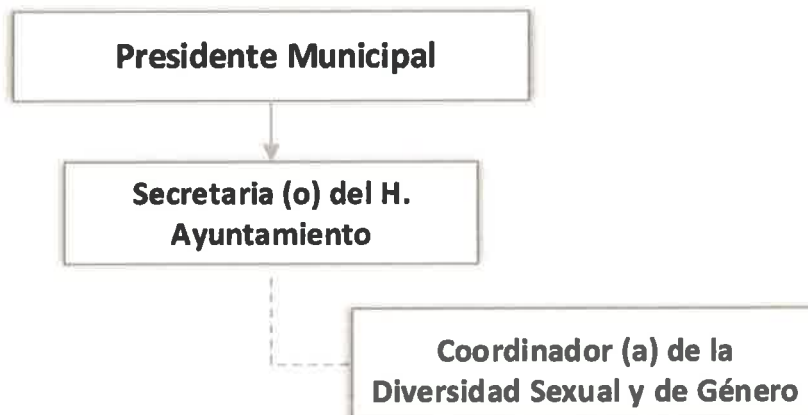 Presidente Municipal
Secretaria (o) del H.
Ayuntamiento
Coordinador (a) de la
Diversidad Sexual y de Género